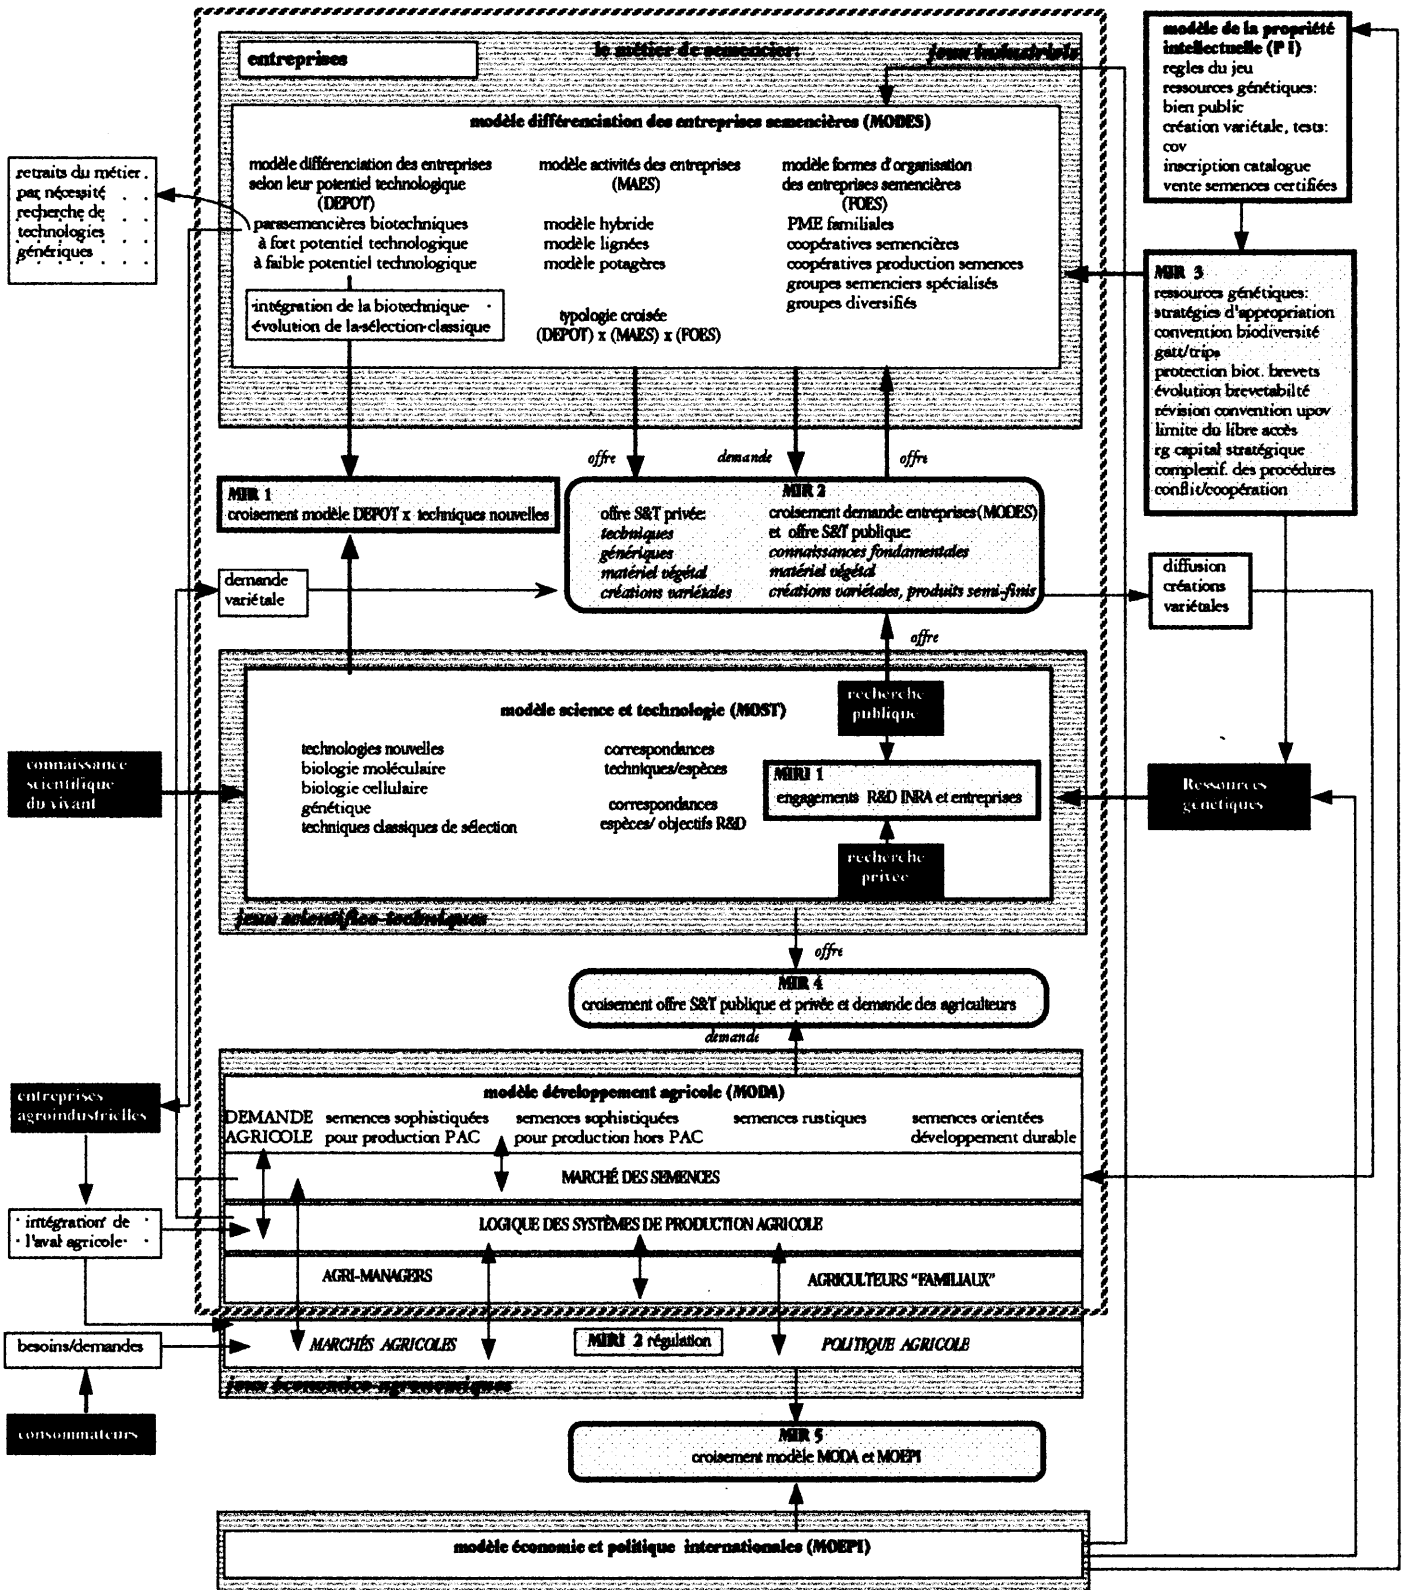 entreprises
le métier de semencier:
jeux industriels
modèle différenciation des entreprises semencières (MODES)
modèle différenciation des entreprises
selon leur potentiel technologique
(DEPOT)
parasemencières biotechniques
à fort potentiel technologique
à faible potentiel technologique
intégration de la biotechnique
évolution de la sélection classique
modèle activités des entreprises
(MAES)
modèle hybride
modèle lignées
modèle potagères
typologie croisée
(DEPOT) x (MAES) x (FOES)
modèle formes d'organisation
des entreprises semencières
(FOES)
PME familiales
coopératives semencières
coopératives production semences
groupes semenciers spécialisés
groupes diversifiés
retraits du métier
par nécessité
recherche de
technologies
génériques
modèle de la propriété
intellectuelle (P I)
regles du jeu
ressources génétiques:
bien public
création variétale, tests:
cov
inscription catalogue
vente semences certifiées
MIR 3
ressources génétiques:
stratégies d'appropriation
convention biodiversité
gatt/trips
protection biot. brevets
évolution brevetabilté
révision convention upov
limite du libre accès
rg capital stratégique
complexif. des procédures
conflit/coopération
offre
demande
offre
MIR 1
croisement modèle DEPOT x techniques nouvelles
MIR 2
offre S&T privée:
techniques
génériques
matériel végétal
créations variétales
croisement demande entreprises(MODES)
et offre S&T publique:
connaissances fondamentales
matériel végétal
créations variétales, produits semi-finis
demande
variétale
diffusion
créations
variétales
offre
modèle science et technologie (MOST)
recherche
publique
technologies nouvelles
biologie moléculaire
biologie cellulaire
génétique
techniques classiques de sélection
correspondances
techniques/espèces
correspondances
espèces/ objectifs R&D
MIRI 1
engagements R&D INRA et entreprises
recherche
privée
jeux scientifico-techniques
connaissance
scientifique
du vivant
Ressources
génetiques
offre
MIR 4
croisement offre S&T publique et privée et demande des agriculteurs
demande
modèle développement agricole (MODA)
DEMANDE
AGRICOLE
semences sophistiquées
pour production PAC
semences sophistiquées
pour production hors PAC
semences rustiques
semences orientées
développement durable
MARCHÉ DES SEMENCES
LOGIQUE DES SYSTÈMES DE PRODUCTION AGRICOLE
AGRI-MANAGERS
AGRICULTEURS "FAMILIAUX"
MARCHÉS AGRICOLES
MIRI 2 régulation
POLITIQUE AGRICOLE
jeux économico-agronomiques
entreprises
agroindustrielles
intégration de
l'aval agricole
besoins/demandes
consommateurs
MIR 5
croisement modèle MODA et MOEPI
modèle économie et politique internationales (MOEPI)